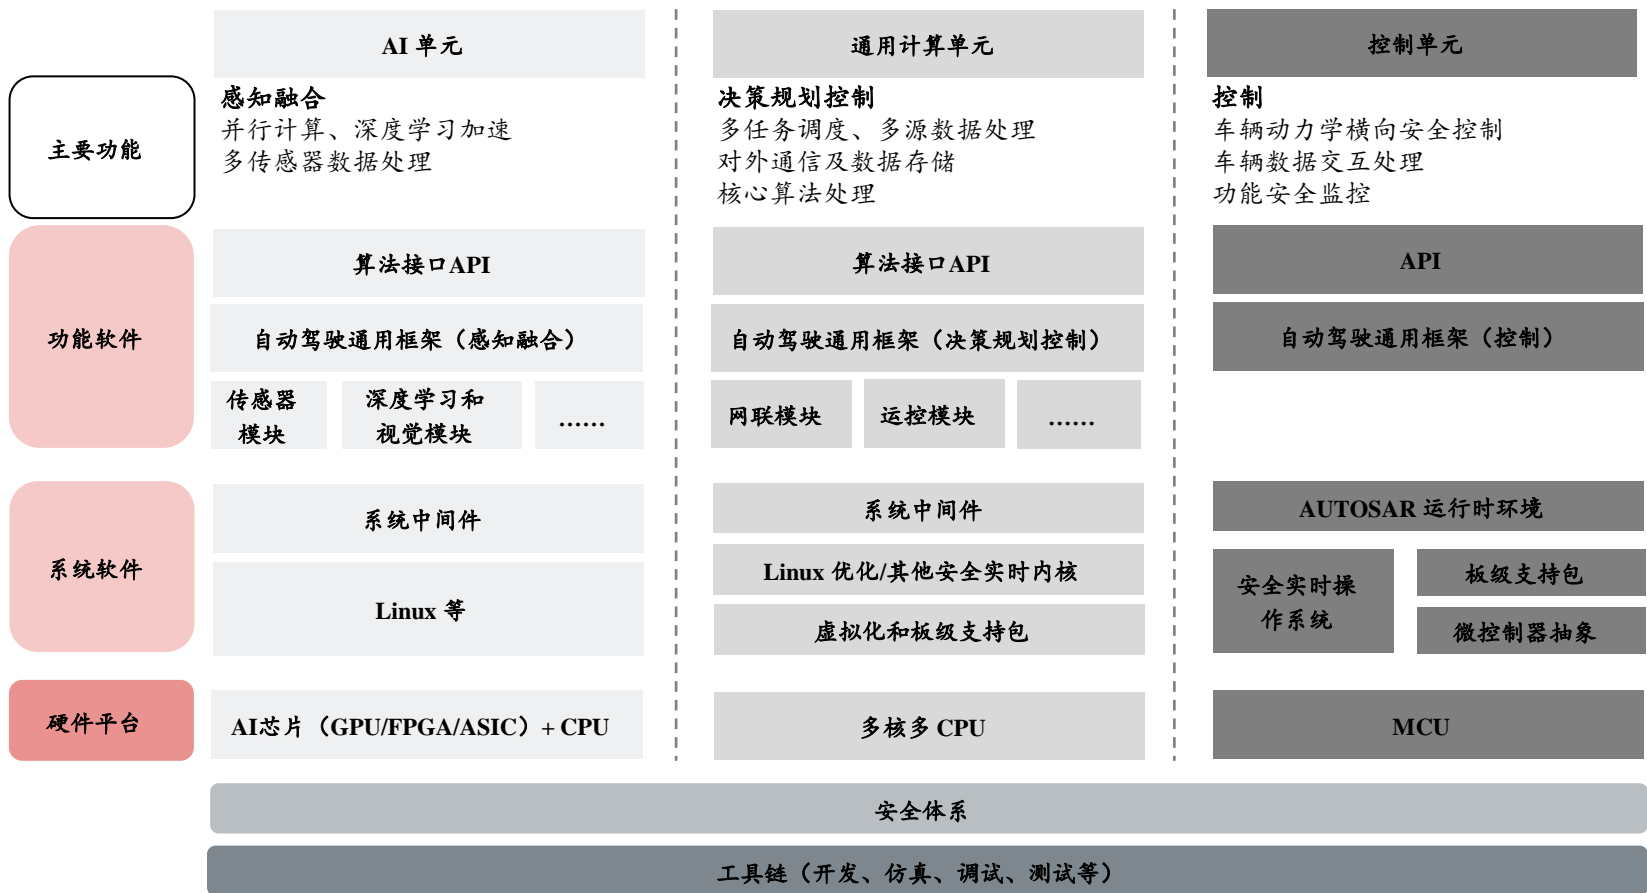 AI 单元
通用计算单元
控制单元
主要功能
感知融合
并行计算、深度学习加速
多传感器数据处理
决策规划控制
多任务调度、多源数据处理
对外通信及数据存储
核心算法处理
控制
车辆动力学横向安全控制
车辆数据交互处理
功能安全监控
功能软件
算法接口API
算法接口API
API
自动驾驶通用框架（感知融合）
自动驾驶通用框架（决策规划控制）
自动驾驶通用框架（控制）
传感器
模块
深度学习和
视觉模块
……
网联模块
运控模块
……
系统软件
系统中间件
Linux 等
系统中间件
Linux 优化/其他安全实时内核
虚拟化和板级支持包
AUTOSAR 运行时环境
安全实时操
作系统
板级支持包
微控制器抽象
硬件平台
AI芯片（GPU/FPGA/ASIC）+ CPU
多核多 CPU
MCU
安全体系
工具链（开发、仿真、调试、测试等）